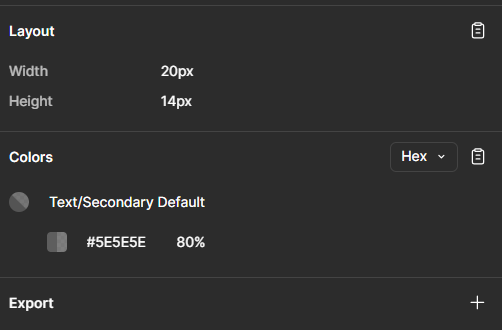 Layout
Width 20px
Height 14px
Colors Hex
Text/Secondary Default
#5E5E5E 80%
Export